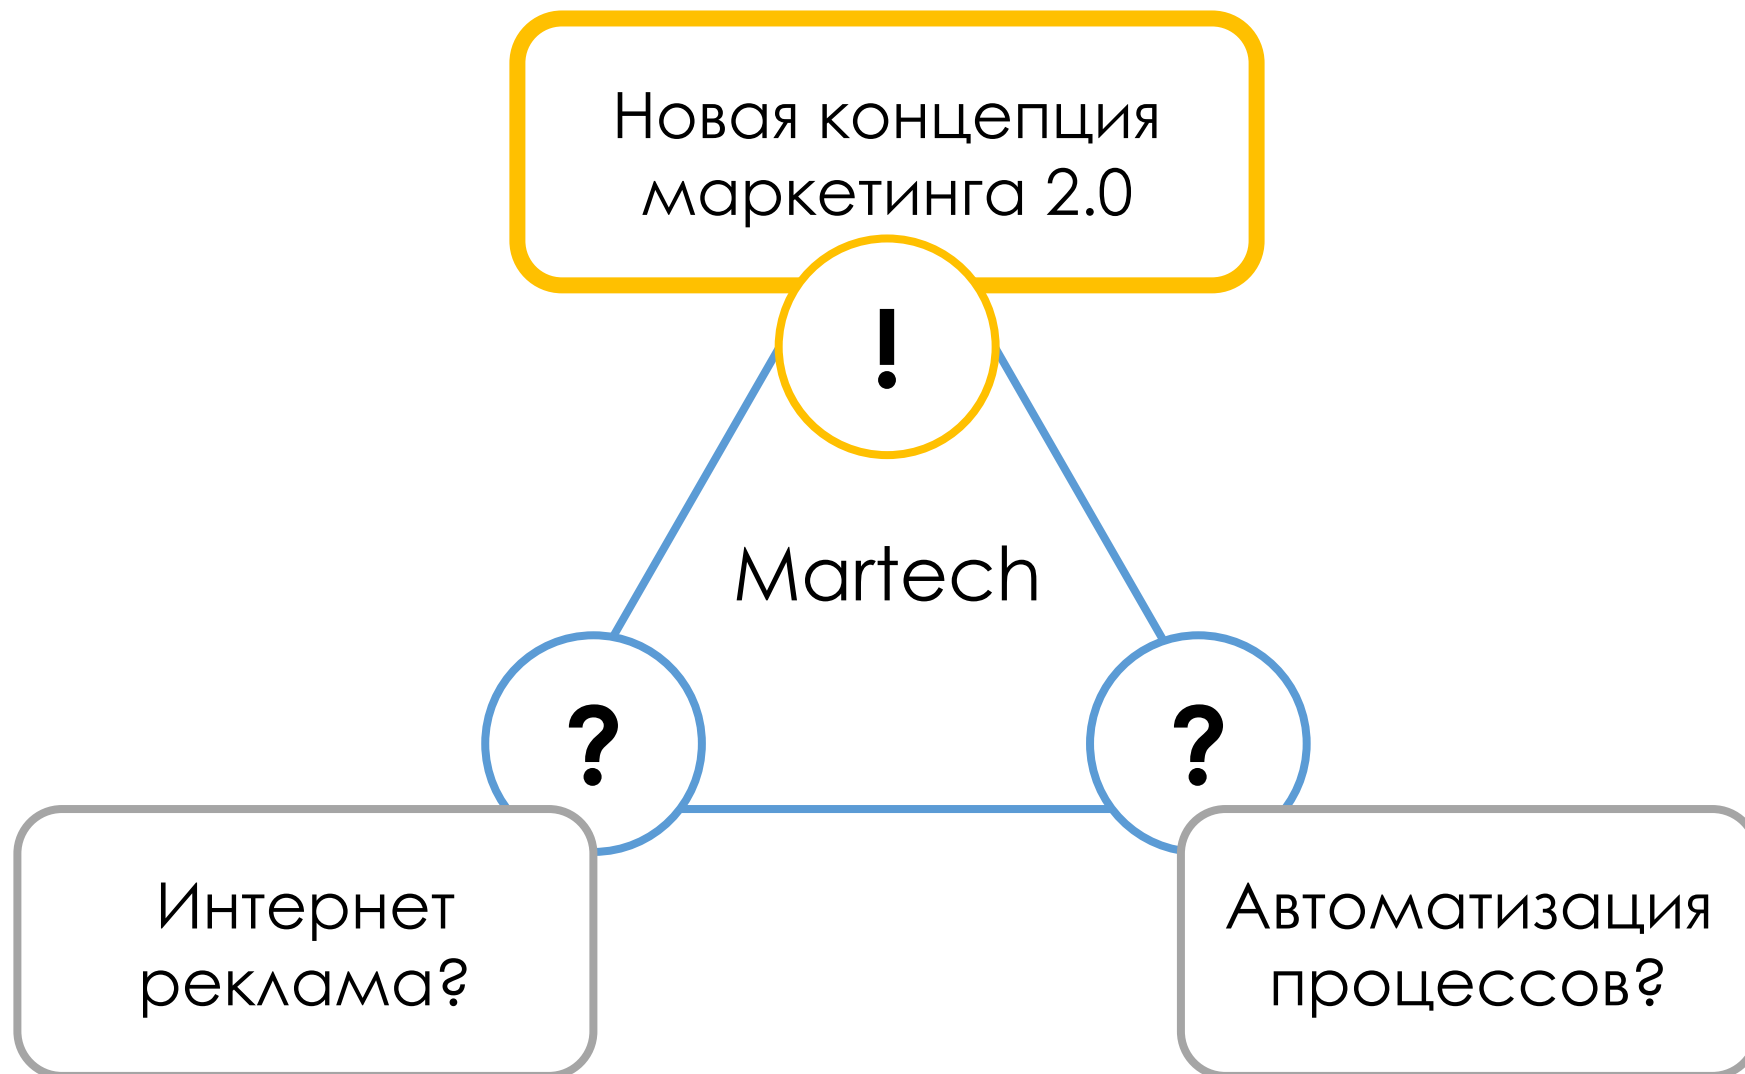 Новая концепция
маркетинга 2.0
!
Martech
?
?
Интернет
реклама?
Автоматизация
процессов?